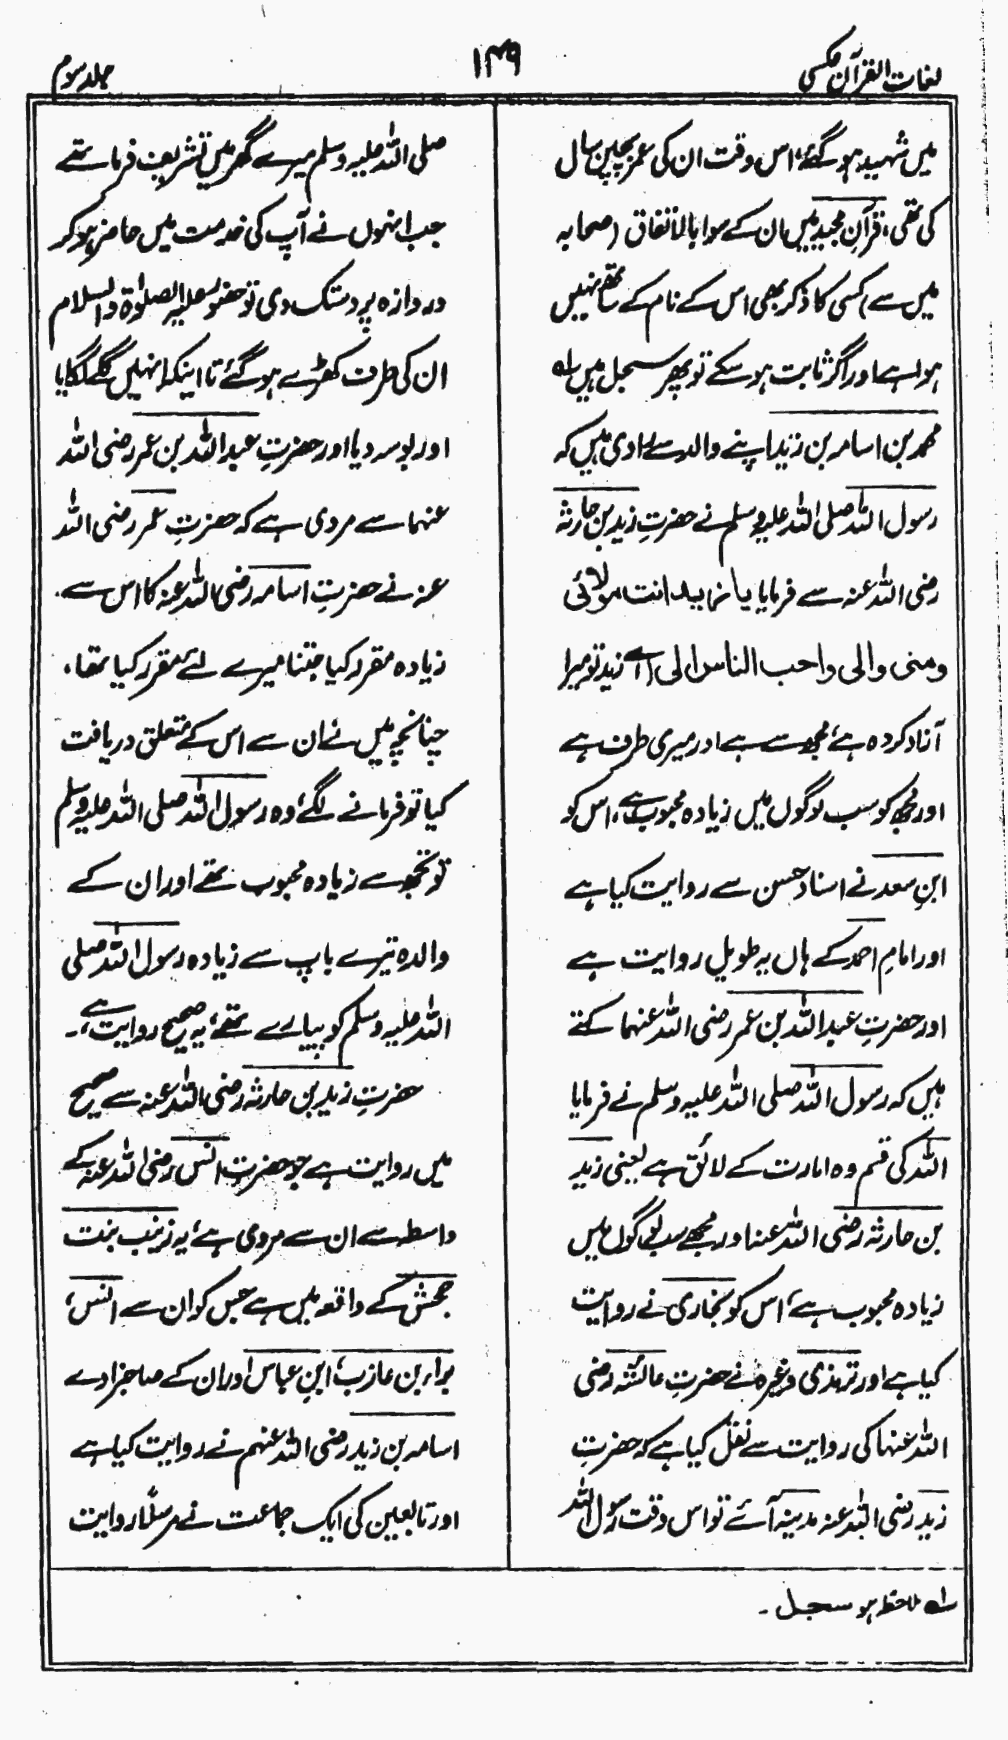 لغات القرآن عکسی
۱۴۹
جلد سوم
میں شہید ہو گئے، اس وقت ان کی عمر پچپن سال
کی تھی، قرآنِ مجید میں ان کے سوا بالاتفاق (صحابہ
میں سے) کسی کا ذکر بھی اس کے نام کے ساتھ نہیں
ہوا ہے اور اگر ثابت ہو سکے تو پھر سجل ہیں لہ
محمد بن اسامہ بن زید اپنے والد سے راوی ہیں کہ
رسول اللہ صلی اللہ علیہ وسلم نے حضرتِ زید بن حارثہ
رضی اللہ عنہ سے فرمایا یا زید انت مولائی
ومنی والی واحب الناس الی (اے زید تو میرا
آزاد کردہ ہے، مجھ سے ہے اور میری طرف ہے
اور مجھ کو سب لوگوں میں زیادہ محبوب ہے، اس کو
ابنِ سعد نے اسناد حسن سے روایت کیا ہے
اور امامِ احمد کے ہاں یہ طویل روایت ہے
اور حضرتِ عبد اللہ بن عمر رضی اللہ عنہما کہتے
ہیں کہ رسول اللہ صلی اللہ علیہ وسلم نے فرمایا
اللہ کی قسم وہ امارت کے لائق ہے یعنی زید
بن حارثہ رضی اللہ عنہ اور مجھے سب لوگوں میں
زیادہ محبوب ہے، اس کو بخاری نے روایت
کیا ہے اور ترمذی وغیرہ نے حضرتِ عائشہ رضی
اللہ عنہا کی روایت سے نقل کیا ہے کہ حضرتِ
زید رضی اللہ عنہ مدینہ آئے تو اس وقت رسول اللہ
صلی اللہ علیہ وسلم میرے گھر میں تشریف فرما تھے
جب انہوں نے آپ کی خدمت میں حاضر ہو کر
دروازہ پر دستک دی تو حضور علیہ الصلوٰۃ والسلام
ان کی طرف کھڑے ہو گئے تا اینکہ انہیں گلے لگایا
اور بوسہ دیا اور حضرتِ عبد اللہ بن عمر رضی اللہ
عنہما سے مروی ہے کہ حضرتِ عمر رضی اللہ
عنہ نے حضرتِ اسامہ رضی اللہ عنہ کا اس سے
زیادہ مقرر کیا جتنا میرے لئے مقرر کیا تھا،
چنانچہ میں نے ان سے اس کے متعلق دریافت
کیا تو فرمانے لگے، وہ رسول اللہ صلی اللہ علیہ وسلم
تو تجھ سے زیادہ محبوب تھے اور ان کے
والد تیرے باپ سے زیادہ رسول اللہ صلی
اللہ علیہ وسلم کو پیارے تھے، یہ صحیح روایت ہے۔
حضرتِ زید بن حارثہ رضی اللہ عنہ سے صحیح
میں روایت ہے جو حضرتِ انس رضی اللہ عنہ کے
واسطہ سے ان سے مروی ہے، یہ زینب بنت
جحش کے واقعہ میں ہے جس کو ان سے انس،
براء بن عازب، ابنِ عباس اور ان کے صاحبزادے
اسامہ بن زید رضی اللہ عنہم نے روایت کیا ہے
اور تابعین کی ایک جماعت نے مرسلًا روایت
لہ ملاحظہ ہو سجل ۔